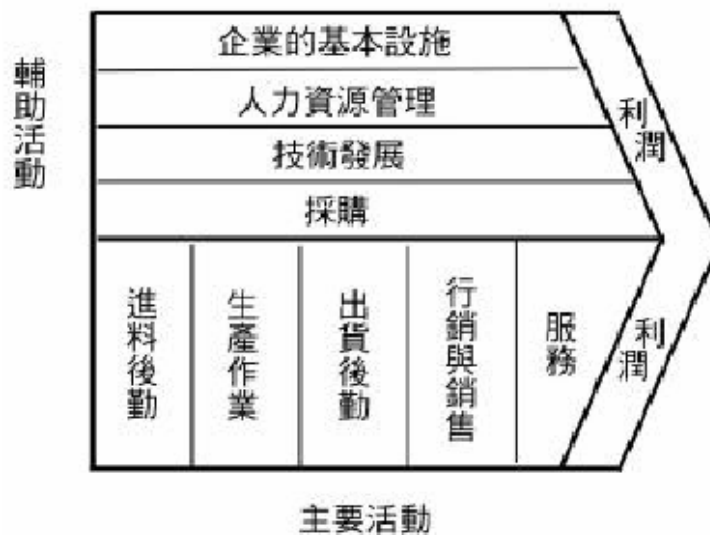 輔助活動
企業的基本設施
人力資源管理
技術發展
採購
利潤
進料後勤
生產作業
出貨後勤
行銷與銷售
服務
利潤
主要活動